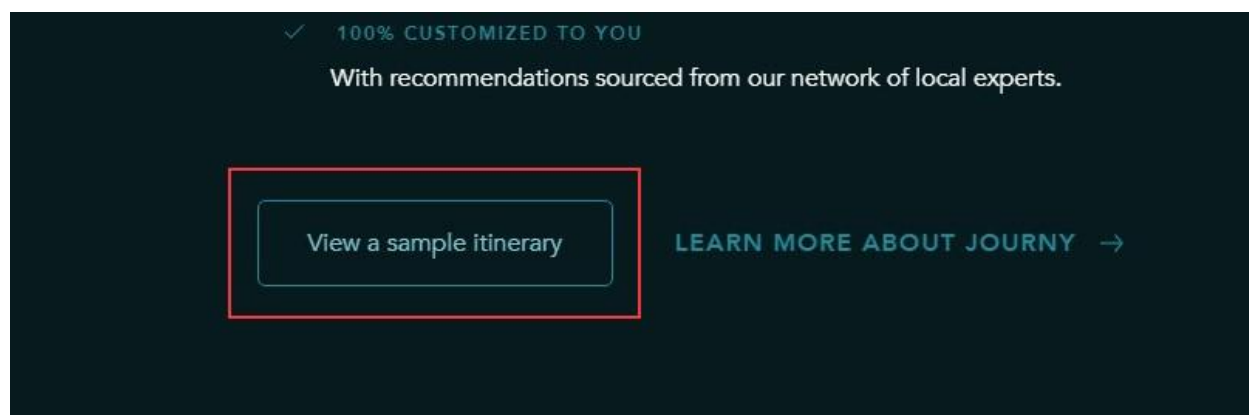 100% CUSTOMIZED TO YOU
With recommendations sourced from our network of local experts.
View a sample itinerary
LEARN MORE ABOUT JOURNY →